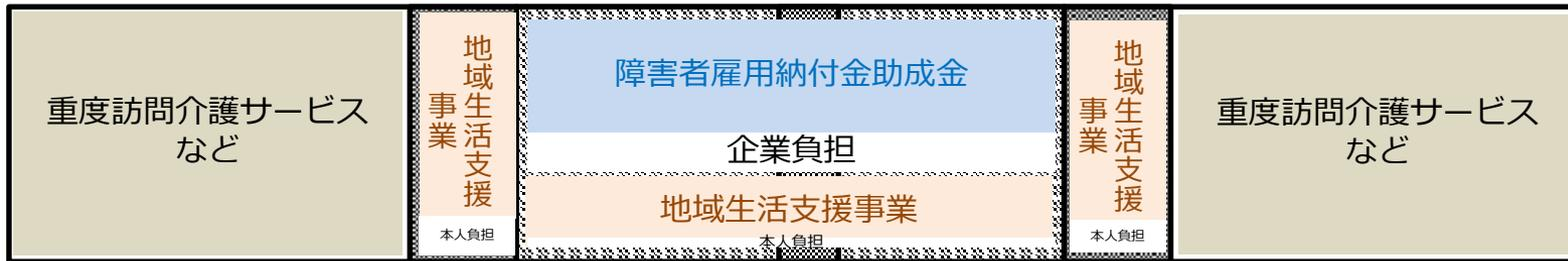 重度訪問介護サービス
など
地域生活支援
事業
本人負担
障害者雇用納付金助成金
企業負担
地域生活支援事業
本人負担
地域生活支援
事業
本人負担
重度訪問介護サービス
など